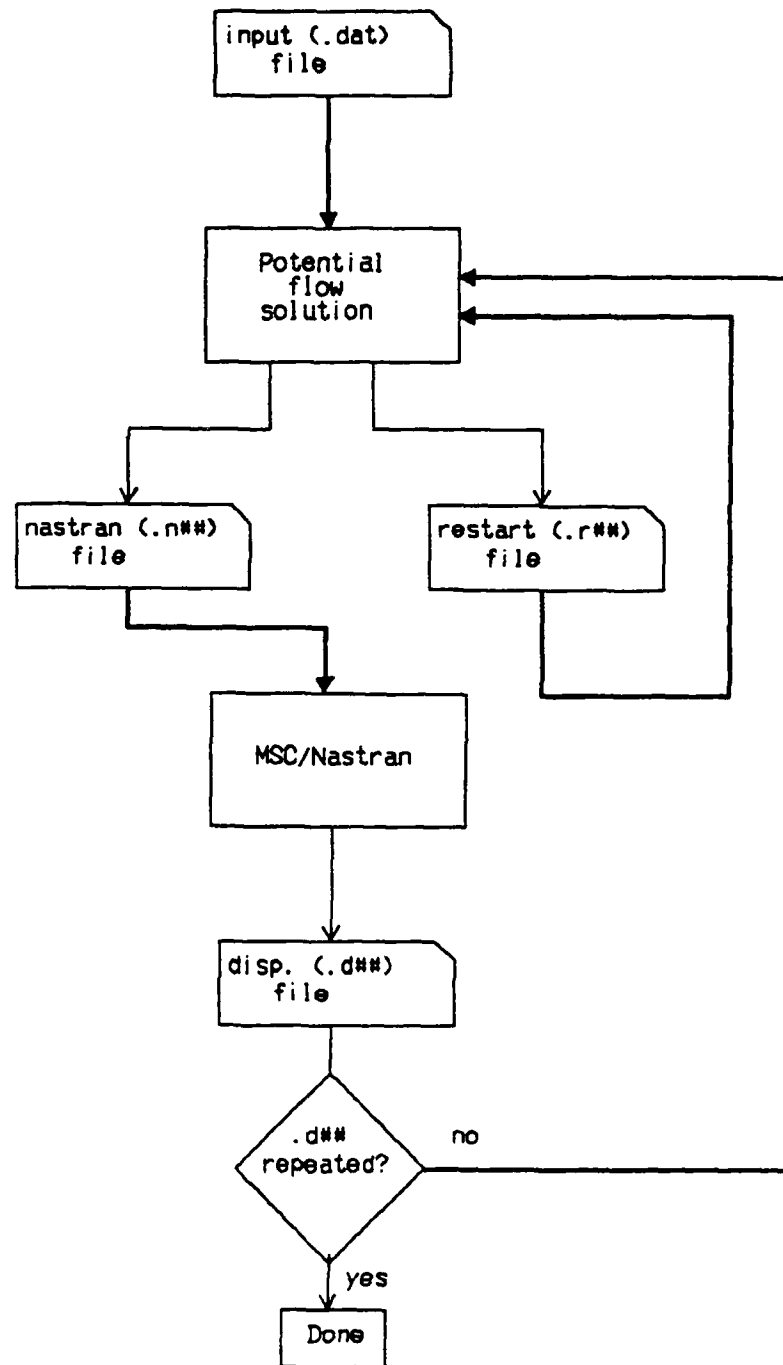 input (.dat)
file
Potential
flow
solution
nastran (.n##)
file
restart (.r##)
file
MSC/Nastran
disp. (.d##)
file
.d##
repeated?
no
yes
Done